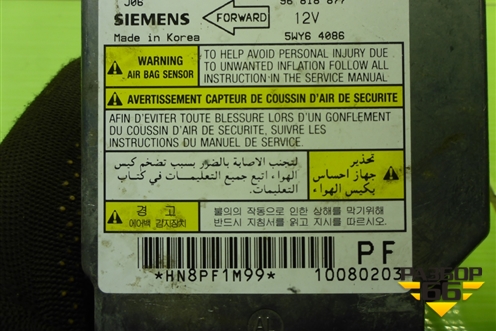 J06 96 818 877
SIEMENS FORWARD 12V
Made in Korea 5WY6 4086
WARNING
AIR BAG SENSOR
TO HELP AVOID PERSONAL INJURY DUE
TO UNWANTED INFLATION FOLLOW ALL
INSTRUCTION IN THE SERVICE MANUAL
AVERTISSEMENT CAPTEUR DE COUSSIN D'AIR DE SECURITE
AFIN D'EVITER TOUTE BLESSURE LORS D'UN GONFLEMENT
DU COUSSIN D'AIR DE SECURITE, SUIVRE LES
INSTRUCTIONS DU MANUEL DE SERVICE.
تحذير
جهاز احساس
بكيس الهواء
لتجنب الاصابة بالضرر بسبب تضخم كيس
الهواء اتبع جميع التعليمات في كتاب
التعليمات.
경 고
에어백 감지장치
불의의 작동으로 인한 상해를 막기위해
반드시 지침서를 읽고 지시를 따르시오.
PF
*HN8PF1M99* 10080203
РАЗБОР
66